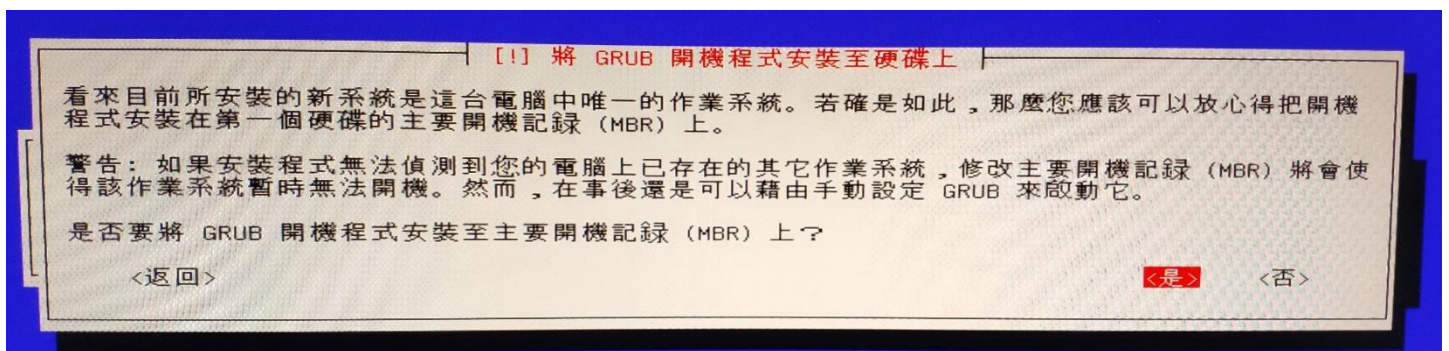 [!] 將 GRUB 開機程式安裝至硬碟上
看來目前所安裝的新系統是這台電腦中唯一的作業系統。若確是如此,那麼您應該可以放心得把開機
程式安裝在第一個硬碟的主要開機記錄 (MBR) 上。
警告: 如果安裝程式無法偵測到您的電腦上已存在的其它作業系統,修改主要開機記錄 (MBR) 將會使
得該作業系統暫時無法開機。然而,在事後還是可以藉由手動設定 GRUB 來啟動它。
是否要將 GRUB 開機程式安裝至主要開機記錄 (MBR) 上?
<返回> <是> <否>